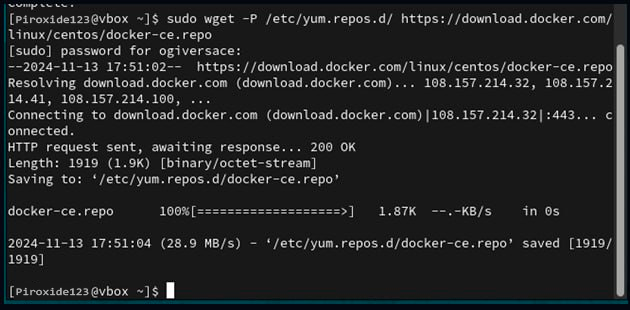 Complete!
[Piroxide123@vbox ~]$ sudo wget -P /etc/yum.repos.d/ https://download.docker.com/
linux/centos/docker-ce.repo
[sudo] password for ogiversace:
--2024-11-13 17:51:02--  https://download.docker.com/linux/centos/docker-ce.repo
Resolving download.docker.com (download.docker.com)... 108.157.214.32, 108.157.2
14.41, 108.157.214.100, ...
Connecting to download.docker.com (download.docker.com)|108.157.214.32|:443... c
onnected.
HTTP request sent, awaiting response... 200 OK
Length: 1919 (1.9K) [binary/octet-stream]
Saving to: ‘/etc/yum.repos.d/docker-ce.repo’
docker-ce.repo      100%[===================>]   1.87K  --.-KB/s    in 0s
2024-11-13 17:51:04 (28.9 MB/s) - ‘/etc/yum.repos.d/docker-ce.repo’ saved [1919/
1919]
[Piroxide123@vbox ~]$